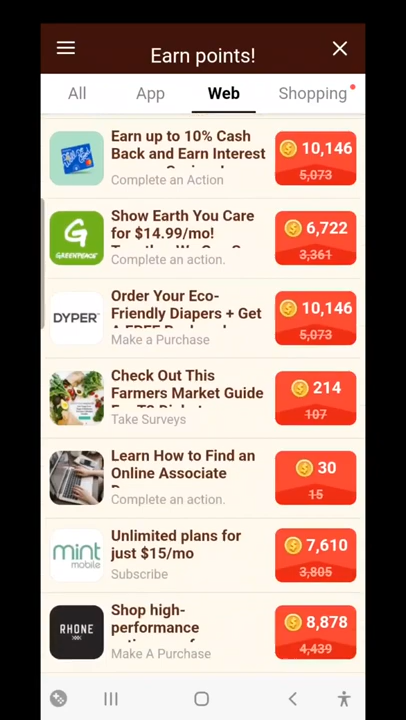 Earn points!
All App Web Shopping
Earn up to 10% Cash
Back and Earn Interest
Complete an Action
10,146
5,073
Show Earth You Care
for $14.99/mo!
Complete an action.
GREENPEACE
6,722
3,361
Order Your Eco-
Friendly Diapers + Get
Make a Purchase
DYPER
10,146
5,073
Check Out This
Farmers Market Guide
Take Surveys
214
107
Learn How to Find an
Online Associate
Complete an action.
30
15
Unlimited plans for
just $15/mo
Subscribe
mint
mobile
7,610
3,805
Shop high-
performance
Make A Purchase
RHONE
8,878
4,439